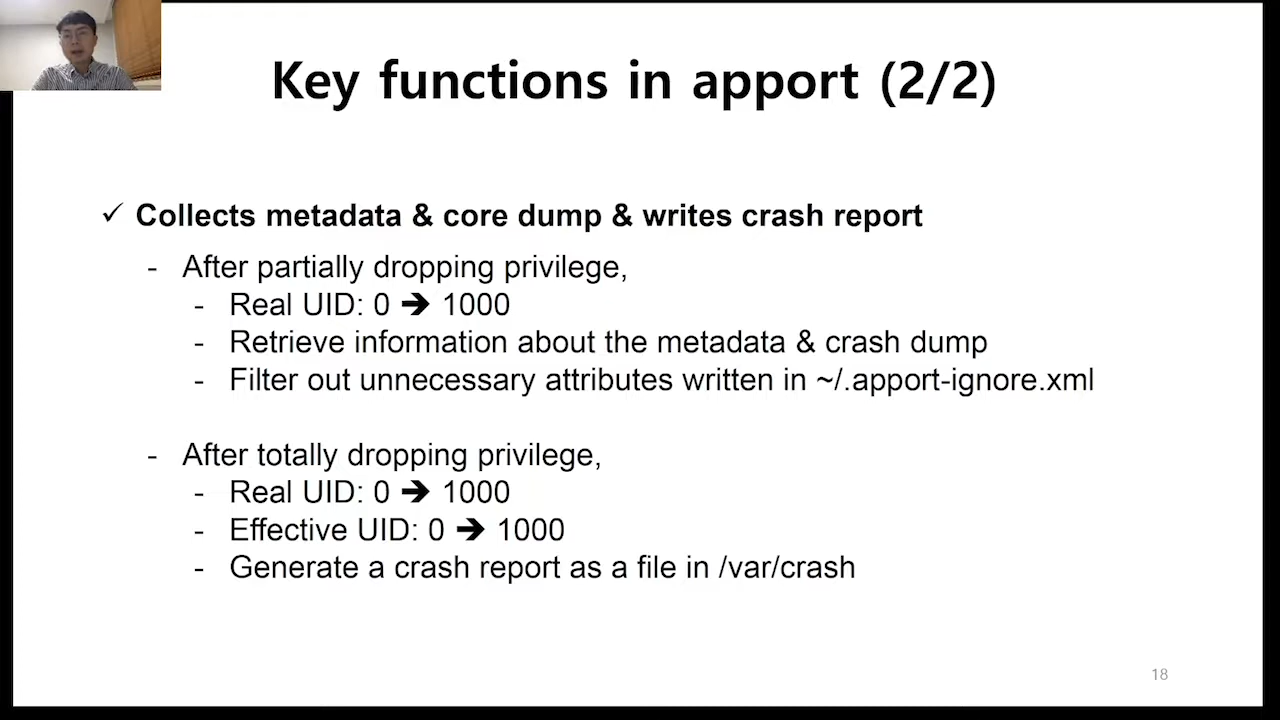 Key functions in apport (2/2)
✓ Collects metadata & core dump & writes crash report
- After partially dropping privilege,
- Real UID: 0 ➔ 1000
- Retrieve information about the metadata & crash dump
- Filter out unnecessary attributes written in ~/.apport-ignore.xml
- After totally dropping privilege,
- Real UID: 0 ➔ 1000
- Effective UID: 0 ➔ 1000
- Generate a crash report as a file in /var/crash
18